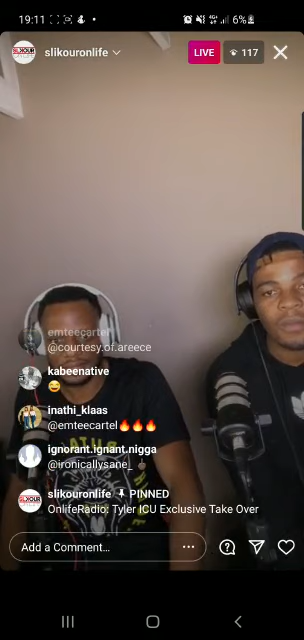 19:11
6%
slikouronlife
LIVE
117
emteecartel
@courtesy.of.areece
kabeenative
inathi_klaas
@emteecartel🔥🔥🔥
ignorant.ignant.nigga
@ironicallysane_
slikouronlife PINNED
OnlifeRadio: Tyler ICU Exclusive Take Over
Add a Comment…